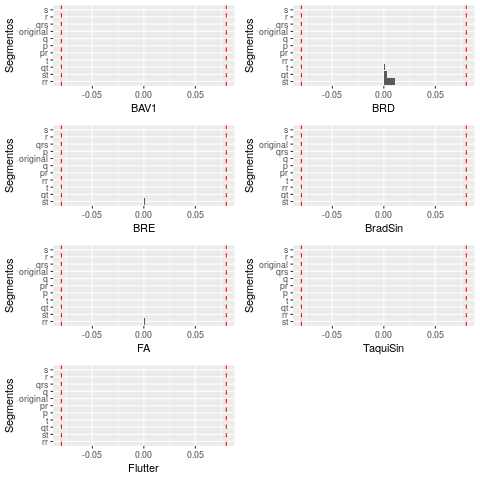 Segmentos
s
r
qrs
original
q
p
pr
t
qt
st
rr
-0.05 0.00 0.05
BAV1
Segmentos
s
r
qrs
original
q
p
pr
t
qt
st
rr
-0.05 0.00 0.05
BRD
Segmentos
s
r
qrs
p
original
q
pr
rr
t
qt
st
-0.05 0.00 0.05
BRE
Segmentos
s
r
original
qrs
q
p
pr
t
rr
qt
st
-0.05 0.00 0.05
BradSin
Segmentos
s
r
qrs
q
original
pr
p
t
qt
st
rr
-0.05 0.00 0.05
FA
Segmentos
s
r
original
qrs
q
pr
p
t
qt
rr
st
-0.05 0.00 0.05
TaquiSin
Segmentos
s
r
qrs
q
original
pr
p
t
qt
st
rr
-0.05 0.00 0.05
Flutter